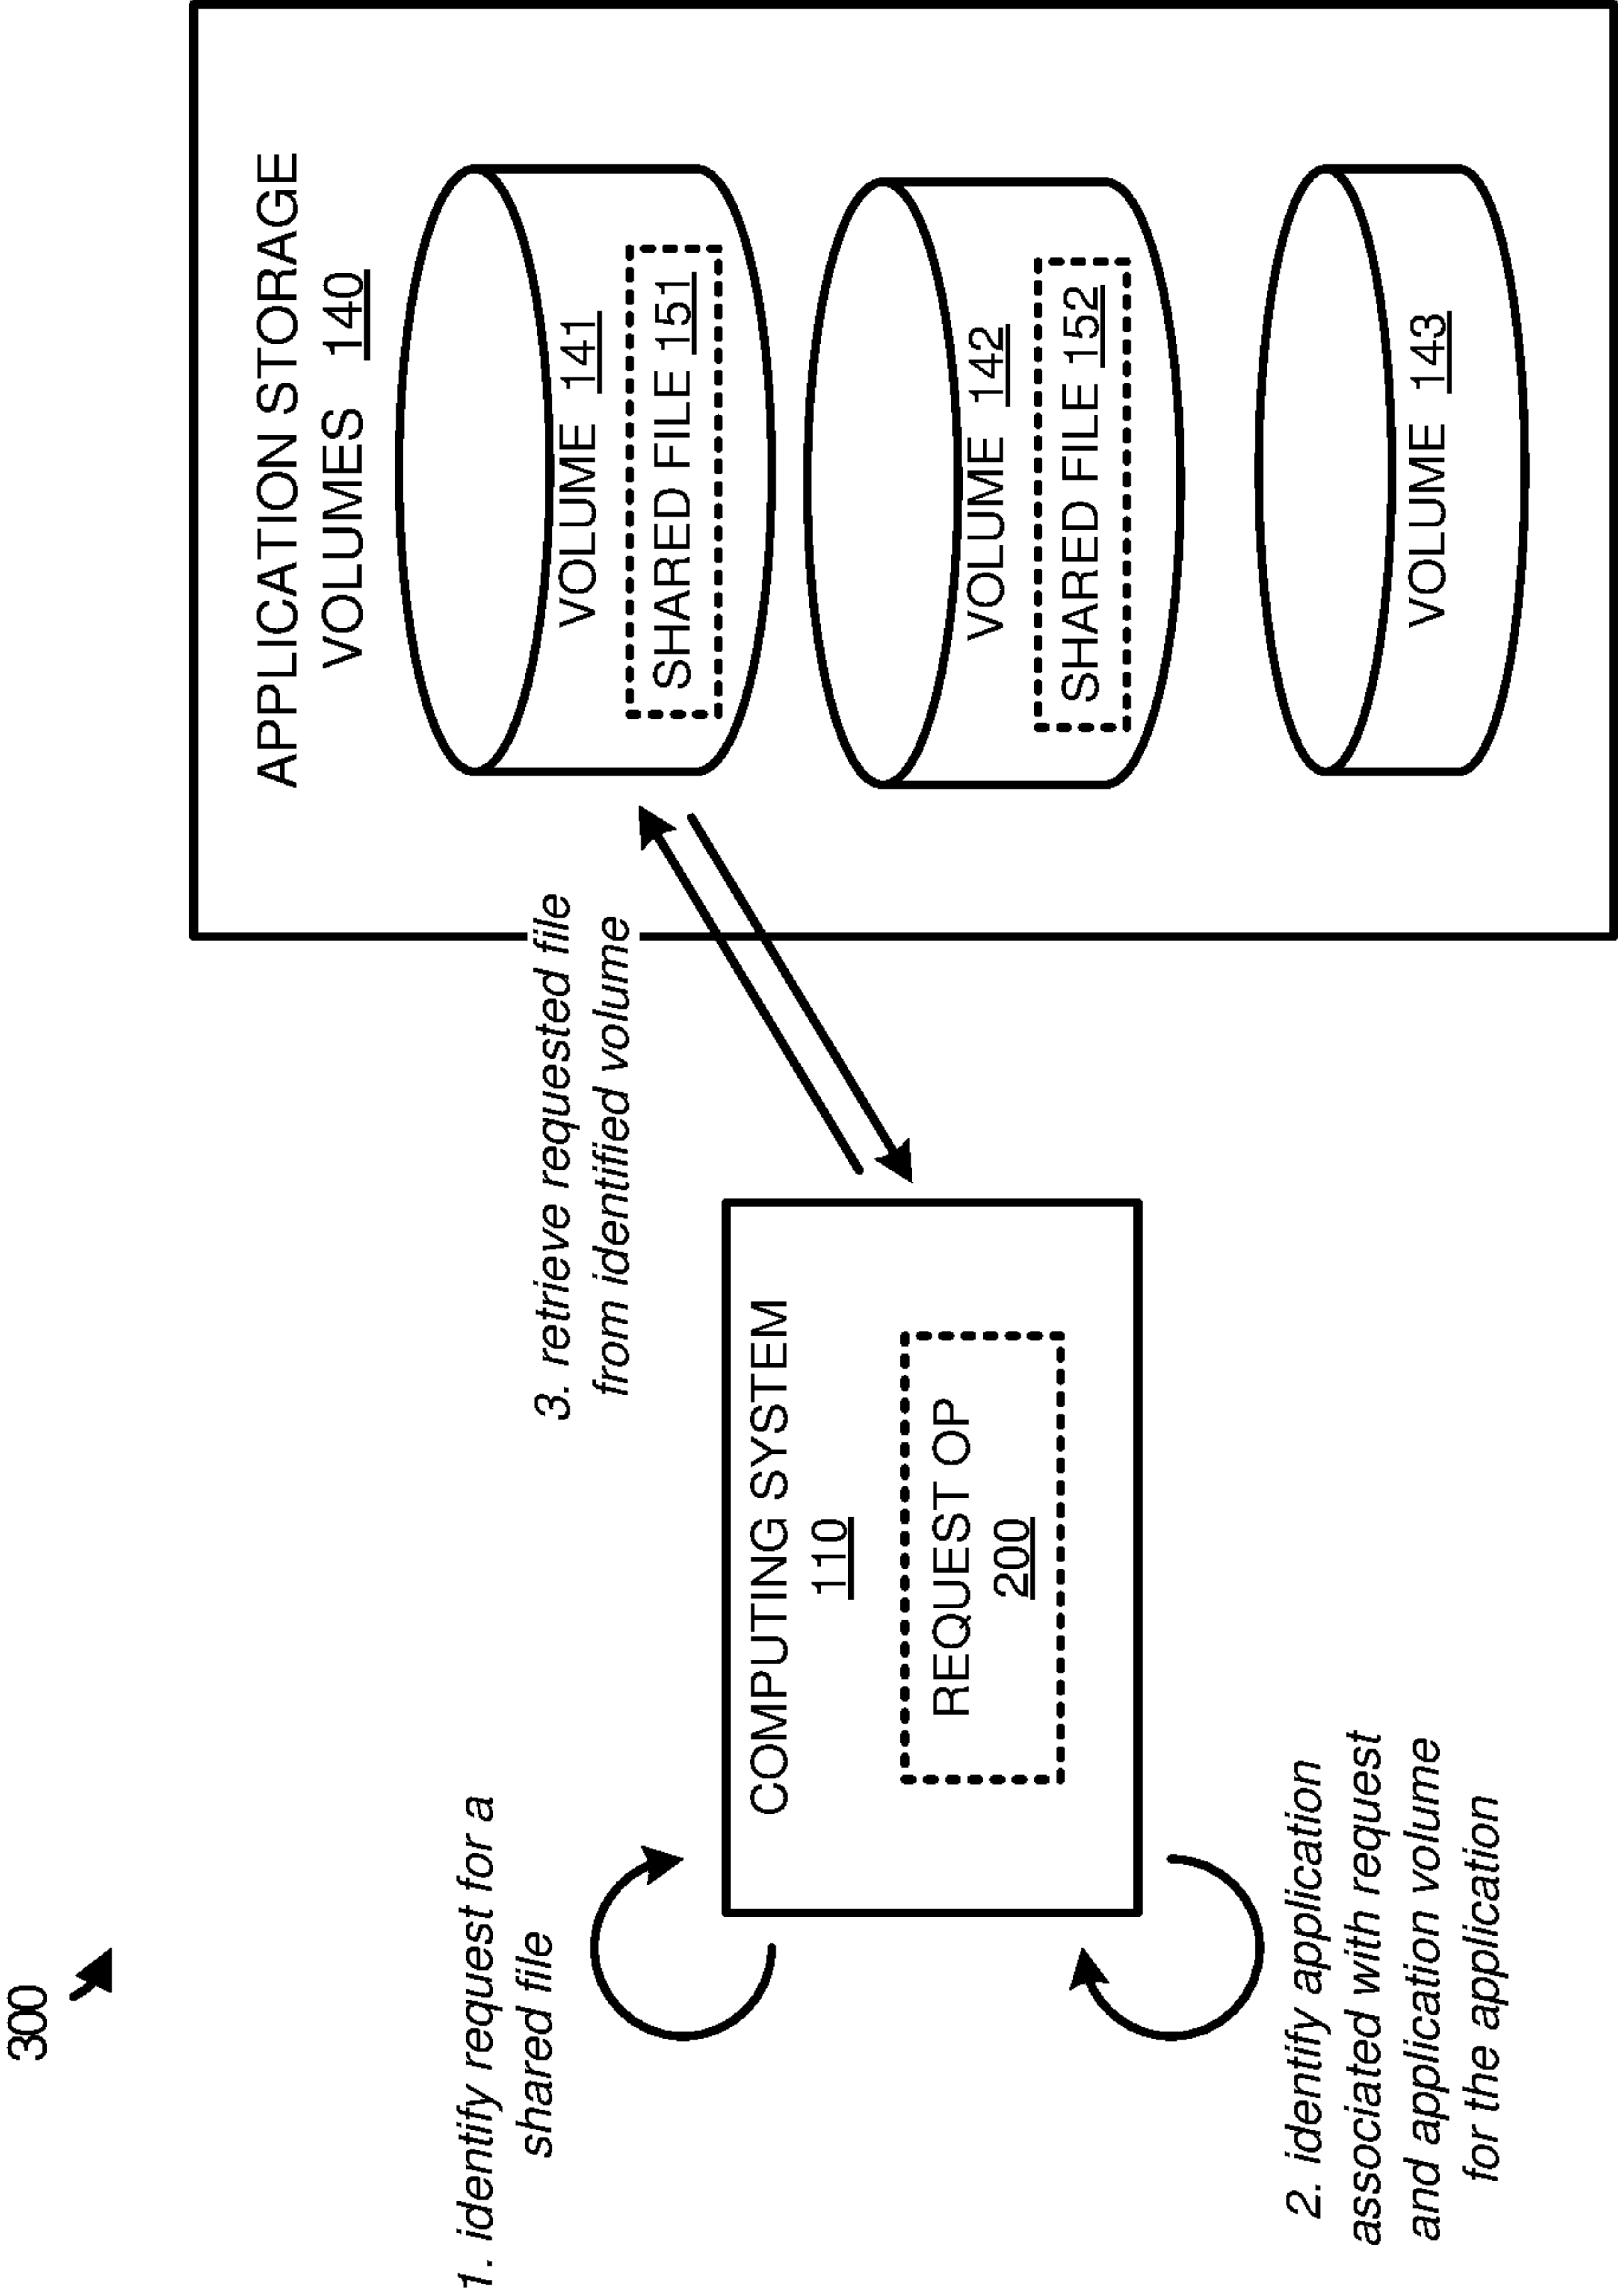 300
1. identify request for a
shared file
COMPUTING SYSTEM
110
REQUEST OP
200
2. identify application
associated with request
and application volume
for the application
3. retrieve requested file
from identified volume
APPLICATION STORAGE
VOLUMES 140
VOLUME 141
SHARED FILE 151
VOLUME 142
SHARED FILE 152
VOLUME 143